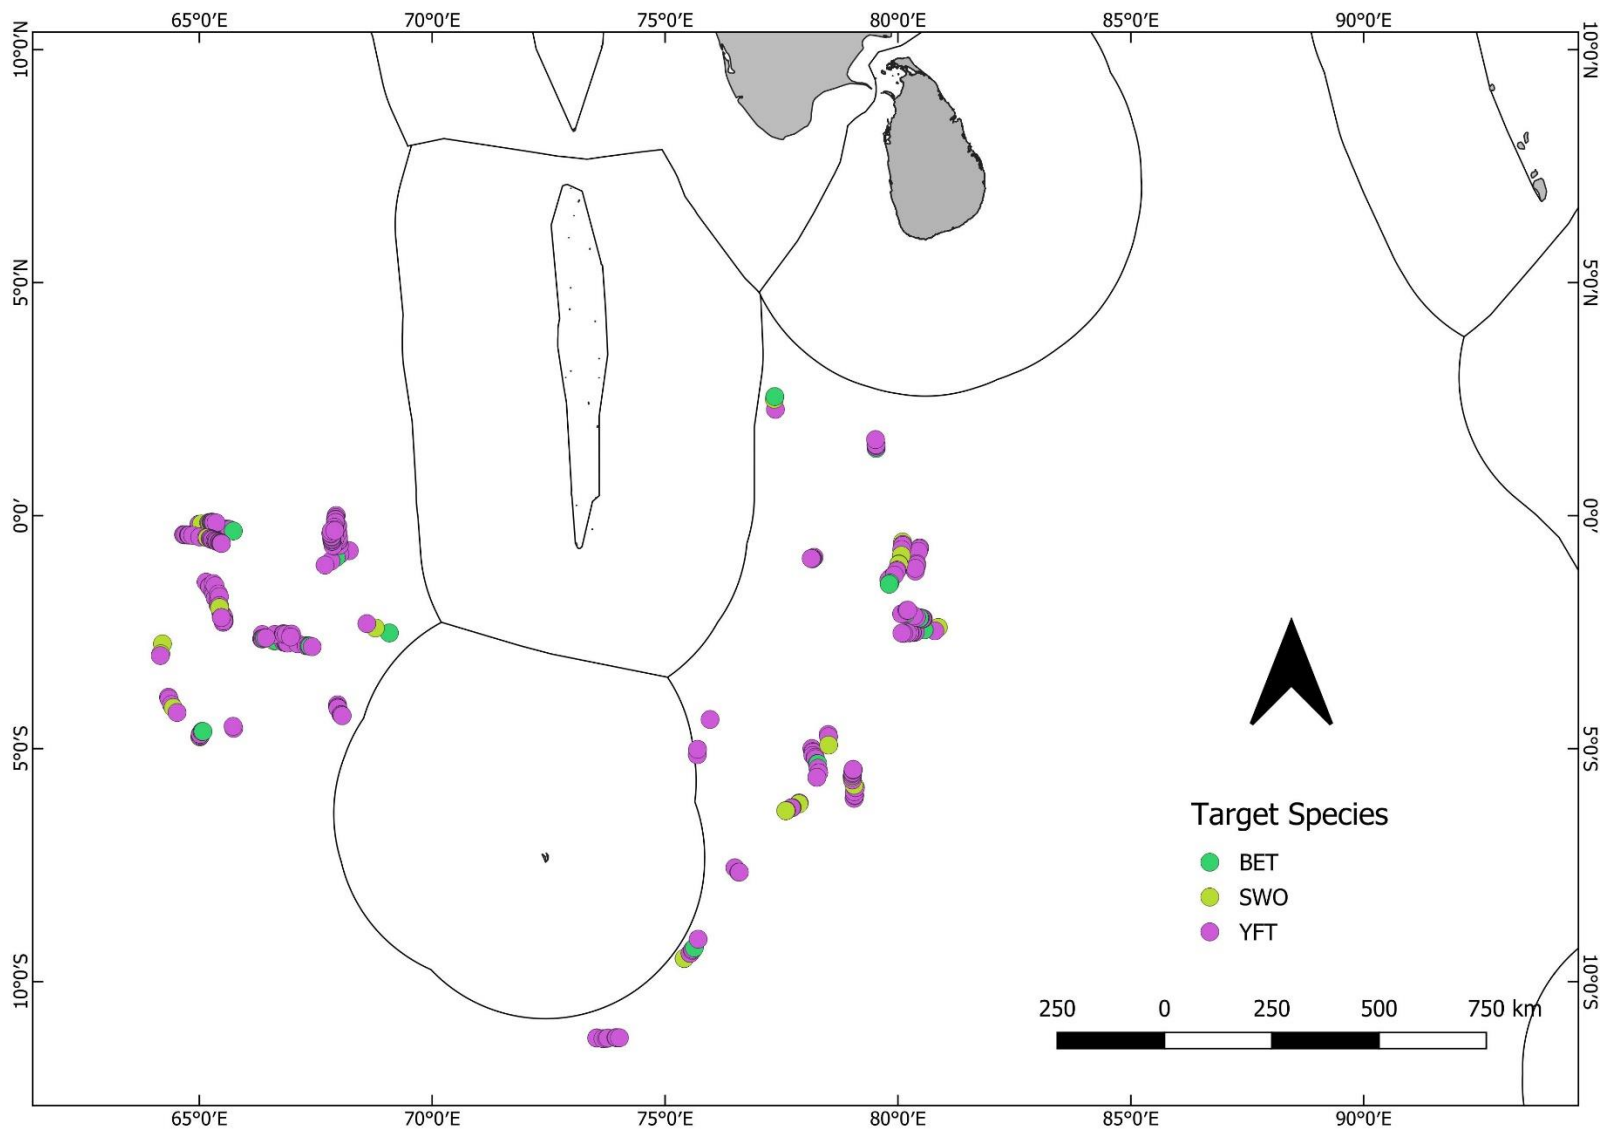 65°0′E 70°0′E 75°0′E 80°0′E 85°0′E 90°0′E
10°0′N 10°0′N
5°0′N 5°0′N
0°0′ 0°0′
5°0′S 5°0′S
Target Species
BET
SWO
YFT
10°0′S 10°0′S
250 0 250 500 750 km
65°0′E 70°0′E 75°0′E 80°0′E 85°0′E 90°0′E